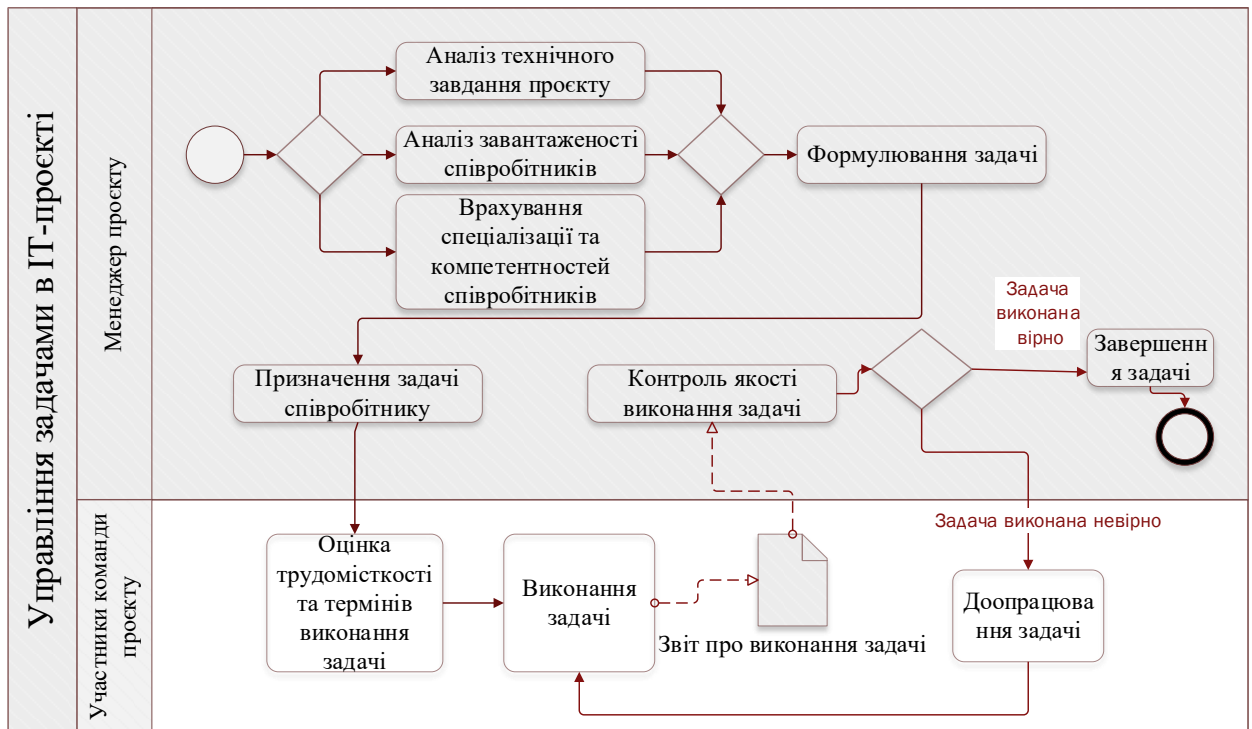 Управління задачами в ІТ-проєкті
Менеджер проєкту
Аналіз технічного
завдання проєкту
Аналіз завантаженості
співробітників
Врахування
спеціалізації та
компетентностей
співробітників
Формулювання задачі
Призначення задачі
співробітнику
Контроль якості
виконання задачі
Задача
виконана
вірно
Завершенн
я задачі
Участники команди
проєкту
Оцінка
трудомісткості
та термінів
виконання
задачі
Виконання
задачі
Звіт про виконання задачі
Задача виконана невірно
Доопрацюва
ння задачі